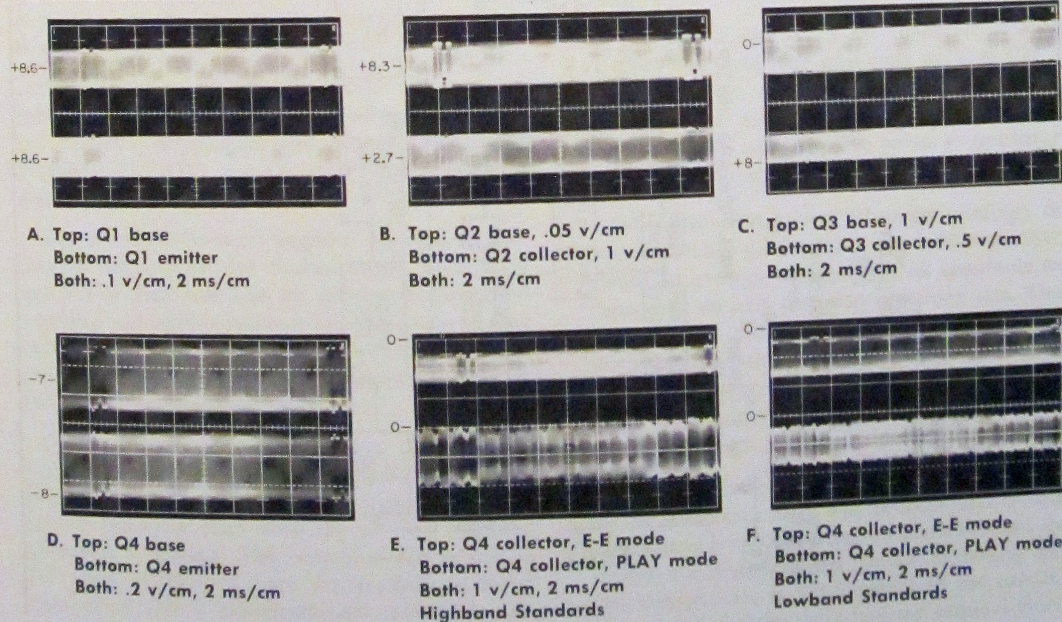 +8.6-
+8.6-
A. Top: Q1 base
Bottom: Q1 emitter
Both: .1 v/cm, 2 ms/cm
+8.3-
+2.7-
B. Top: Q2 base, .05 v/cm
Bottom: Q2 collector, 1 v/cm
Both: 2 ms/cm
0-
+8-
C. Top: Q3 base, 1 v/cm
Bottom: Q3 collector, .5 v/cm
Both: 2 ms/cm
-7-
-8-
D. Top: Q4 base
Bottom: Q4 emitter
Both: .2 v/cm, 2 ms/cm
0-
0-
E. Top: Q4 collector, E-E mode
Bottom: Q4 collector, PLAY mode
Both: 1 v/cm, 2 ms/cm
Highband Standards
0-
0-
F. Top: Q4 collector, E-E mode
Bottom: Q4 collector, PLAY mode
Both: 1 v/cm, 2 ms/cm
Lowband Standards